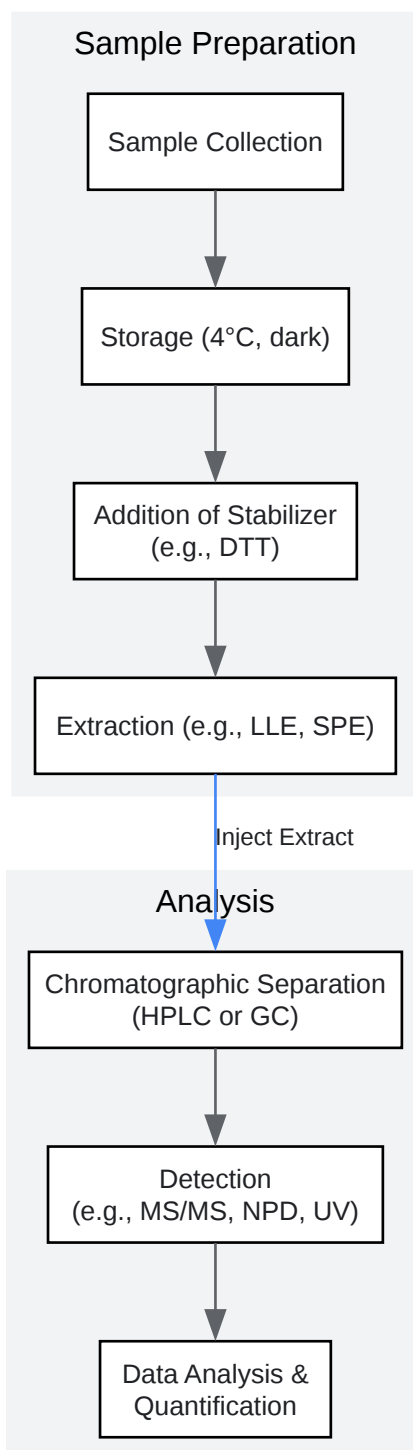 Sample Preparation
Sample Collection
Storage (4°C, dark)
Addition of Stabilizer
(e.g., DTT)
Extraction (e.g., LLE, SPE)
Inject Extract
Analysis
Chromatographic Separation
(HPLC or GC)
Detection
(e.g., MS/MS, NPD, UV)
Data Analysis &
Quantification